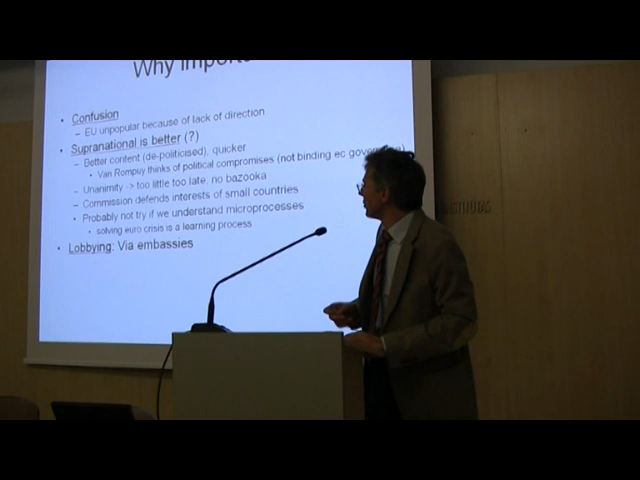 Why
• Confusion
– EU unpopular because of lack of direction
• Supranational is better (?)
– Better content (de-politicised), quicker
• Van Rompuy thinks of political compromises (not binding ec governance)
– Unanimity -> too little too late, no bazooka
– Commission defends interests of small countries
• Probably not try if we understand microprocesses
• solving euro crisis is a learning process
• Lobbying: Via embassies